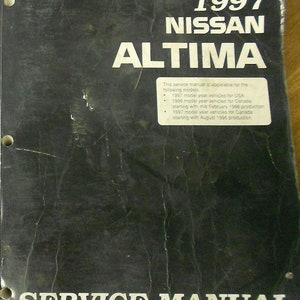 1997
NISSAN
ALTIMA
This service manual is applicable for the
following models:
• 1997 model year vehicles for USA
• 1996 model year vehicles for Canada
starting with mid February 1996 production
• 1997 model year vehicles for Canada
starting with August 1996 production
SERVICE MANUAL